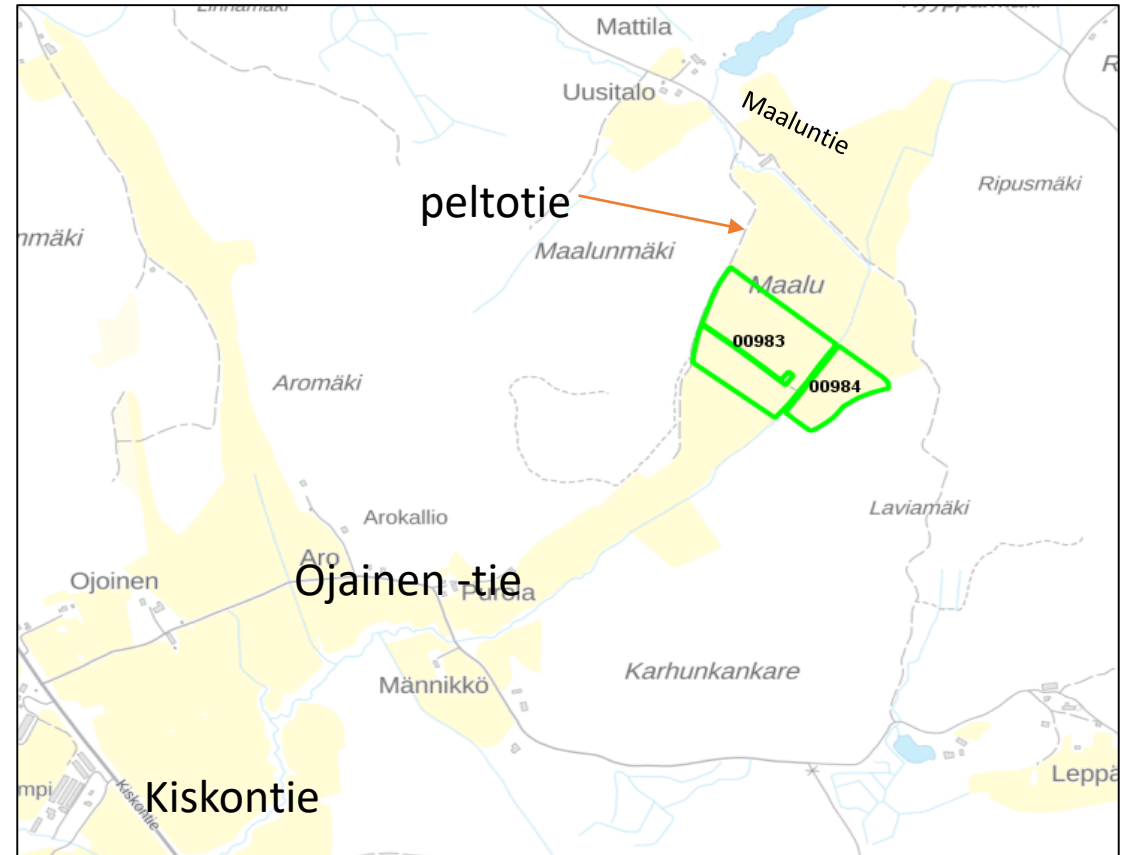 Mattila
Uusitalo
Maaluntie
Ripusmäki
peltotie
Maalunmäki
Maalu
00983
00984
Aromäki
Laviamäki
Arokallio
Aro
Ojoinen
Ojainen -tie
Purola
Karhunkankare
Männikkö
Kiskontie
Kiskontie
Leppä
nmäki
mpi
R